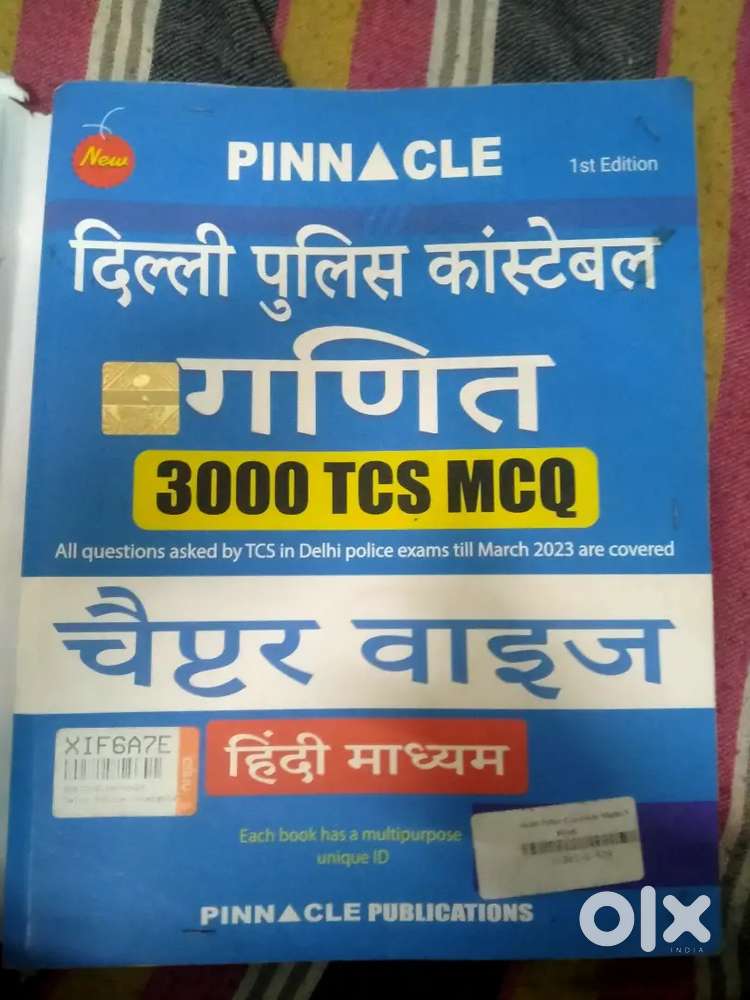 New
PINNACLE
1st Edition
दिल्ली पुलिस कांस्टेबल
गणित
3000 TCS MCQ
All questions asked by TCS in Delhi police exams till March 2023 are covered
चैप्टर वाइज
XIF6A7E
हिंदी माध्यम
Each book has a multipurpose
unique ID
PINNACLE PUBLICATIONS
olx
INDIA